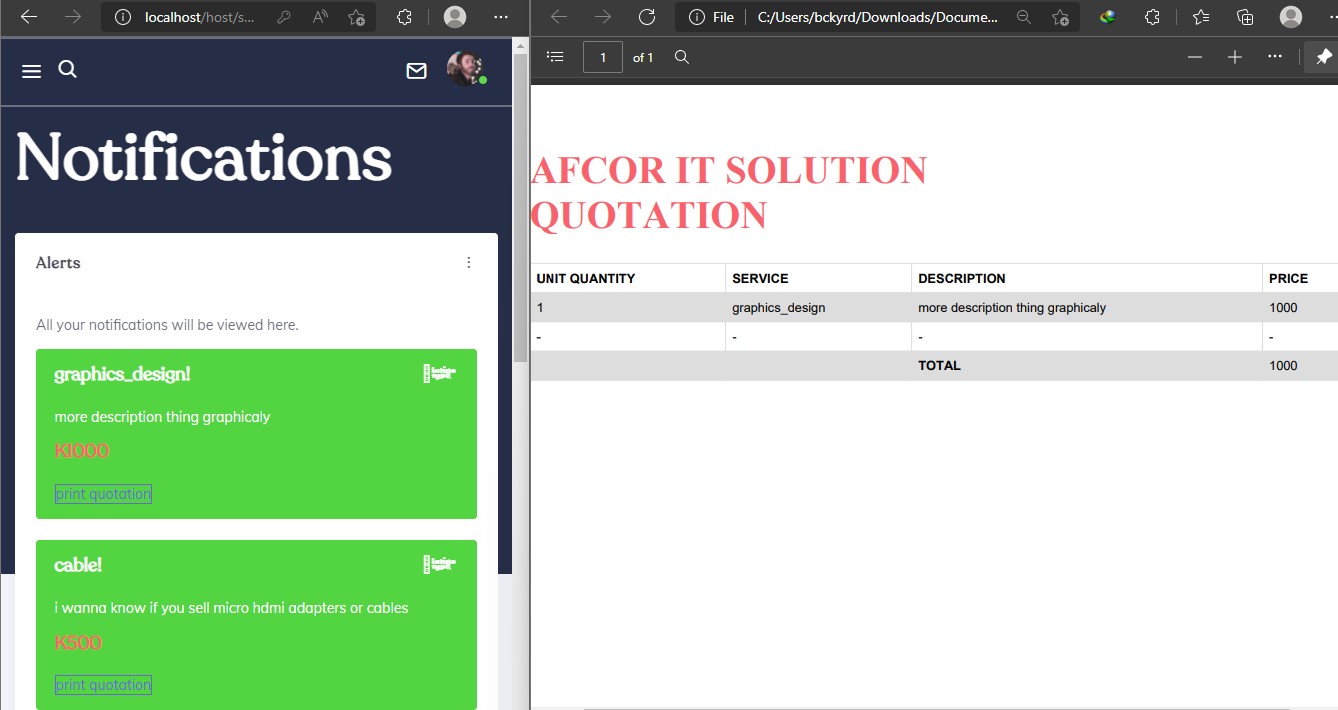 localhost/host/s...
Notifications
Alerts
All your notifications will be viewed here.
graphics_design!
more description thing graphicaly
K1000
print quotation
cable!
i wanna know if you sell micro hdmi adapters or cables
K500
print quotation
File C:/Users/bckyrd/Downloads/Docume...
1 of 1
AFCOR IT SOLUTION
QUOTATION
UNIT QUANTITY SERVICE DESCRIPTION PRICE
1 graphics_design more description thing graphicaly 1000
- - - -
TOTAL 1000